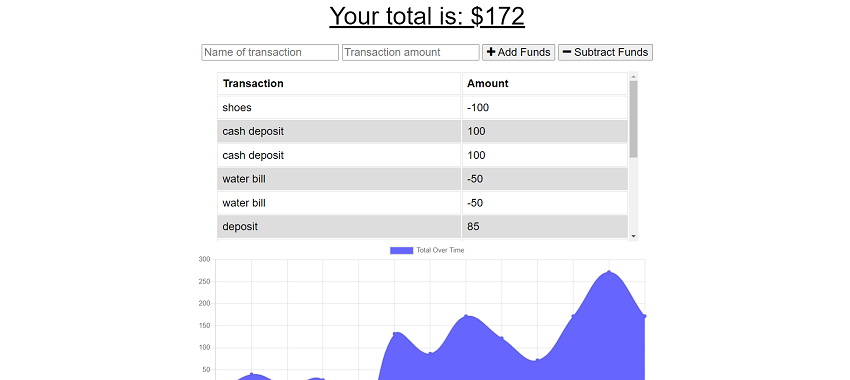 Your total is: $172
Name of transaction Transaction amount + Add Funds − Subtract Funds
Transaction Amount
shoes -100
cash deposit 100
cash deposit 100
water bill -50
water bill -50
deposit 85
Total Over Time
300
250
200
150
100
50